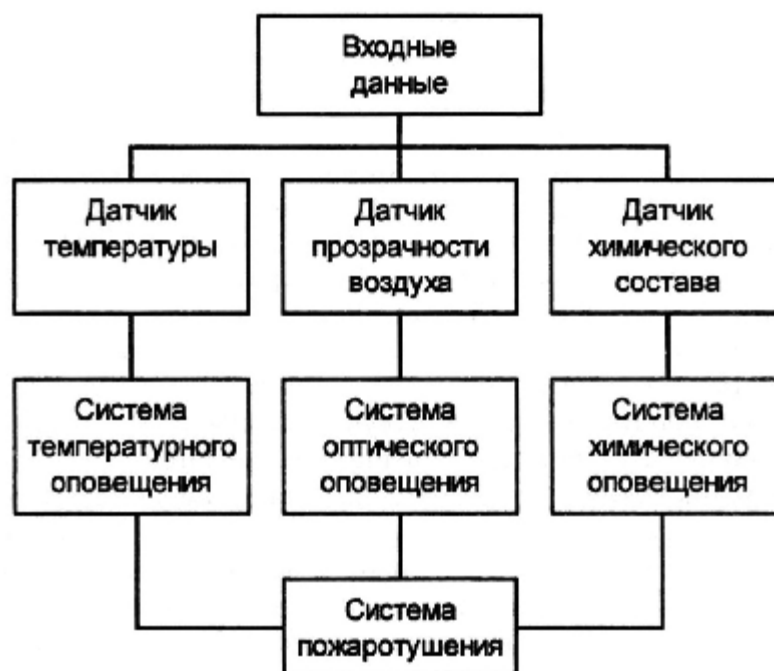 Входные
данные
Датчик
температуры
Датчик
прозрачности
воздуха
Датчик
химического
состава
Система
температурного
оповещения
Система
оптического
оповещения
Система
химического
оповещения
Система
пожаротушения